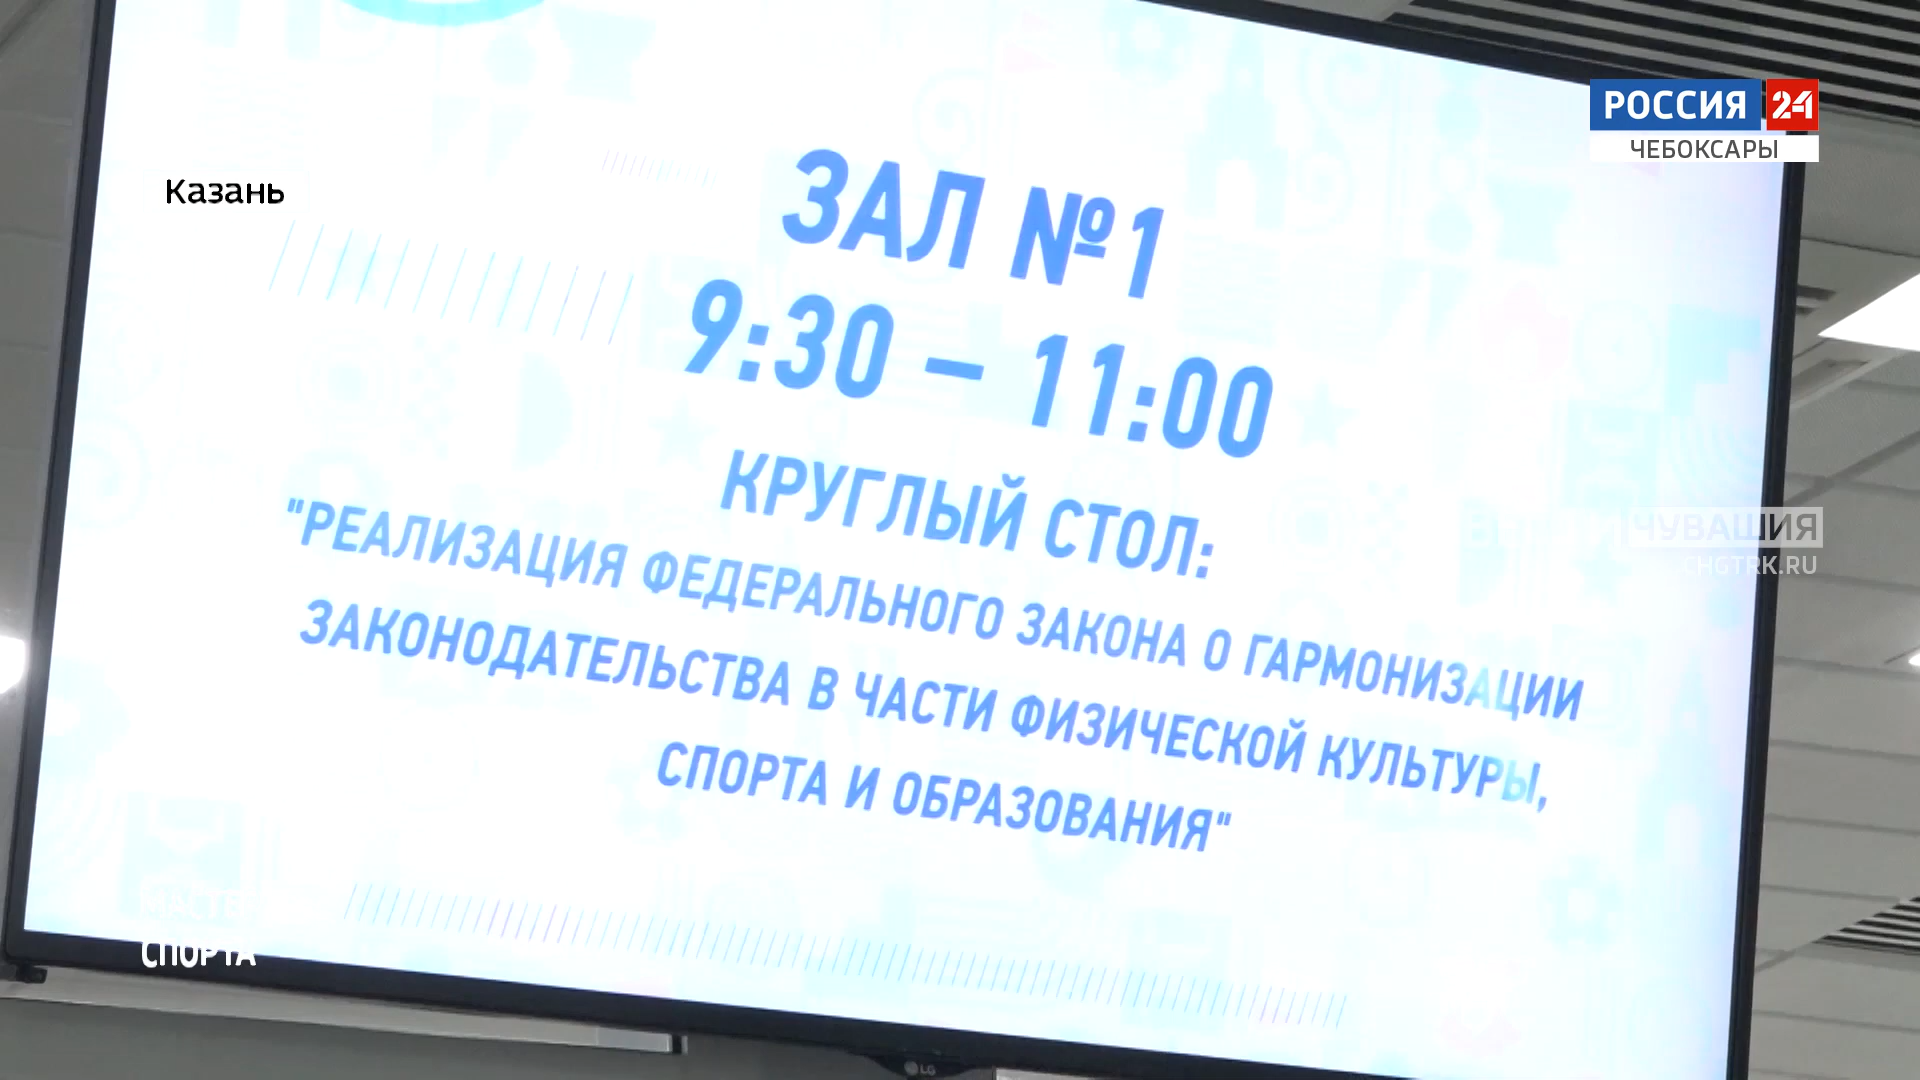 РОССИЯ 24
ЧЕБОКСАРЫ
Казань
ЗАЛ №1
9:30 – 11:00
КРУГЛЫЙ СТОЛ:
"РЕАЛИЗАЦИЯ ФЕДЕРАЛЬНОГО ЗАКОНА О ГАРМОНИЗАЦИИ
ЗАКОНОДАТЕЛЬСТВА В ЧАСТИ ФИЗИЧЕСКОЙ КУЛЬТУРЫ,
СПОРТА И ОБРАЗОВАНИЯ"
ЧУВАШИЯ
CHGTRK.RU
СПОРТА
LG